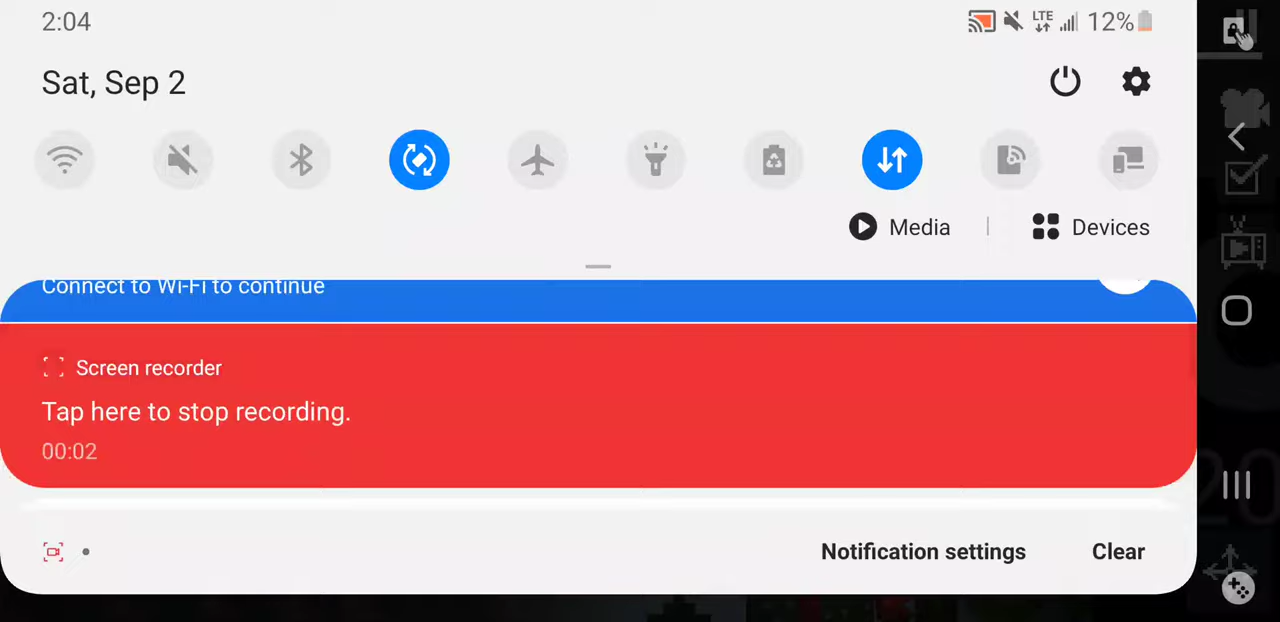 2:04
LTE 12%
Sat, Sep 2
Media | Devices
Connect to Wi-Fi to continue
Screen recorder
Tap here to stop recording.
00:02
Notification settings Clear
20